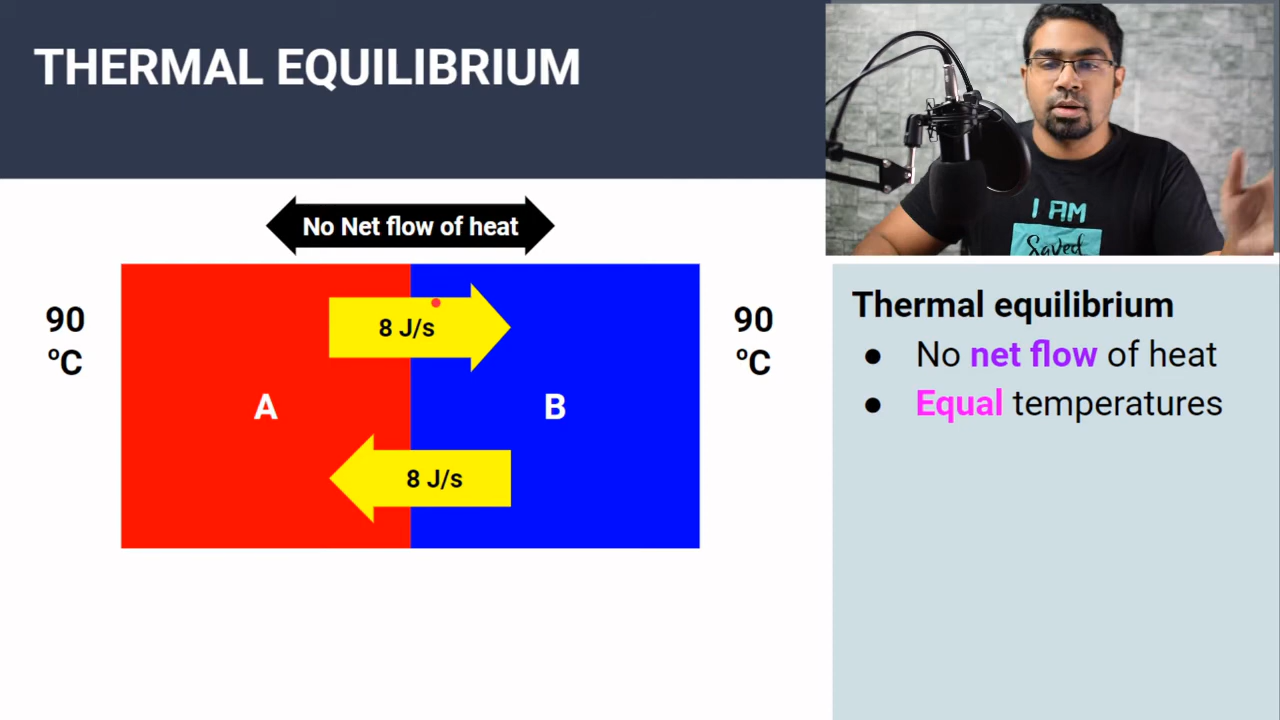 THERMAL EQUILIBRIUM
I AM
Saved
No Net flow of heat
90
ºC
8 J/s
A
B
8 J/s
90
ºC
Thermal equilibrium
● No net flow of heat
● Equal temperatures